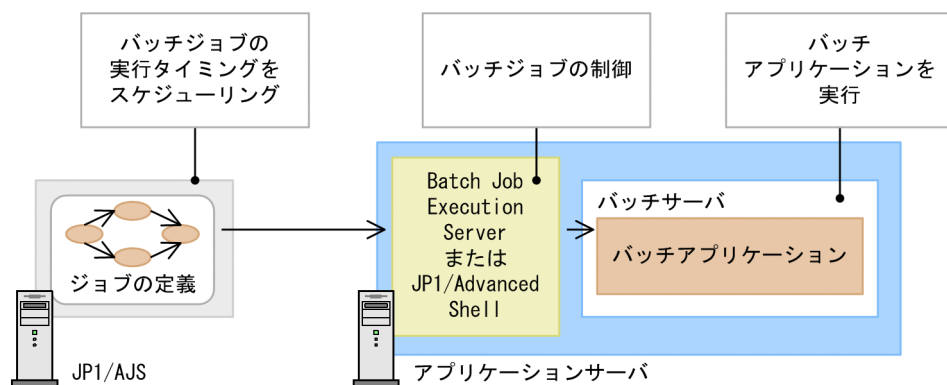 バッチジョブの
実行タイミングを
スケジューリング
バッチジョブの制御
バッチ
アプリケーションを
実行
Batch Job
Execution
Server
または
JP1/Advanced
Shell
バッチサーバ
バッチアプリケーション
ジョブの定義
JP1/AJS
アプリケーションサーバ